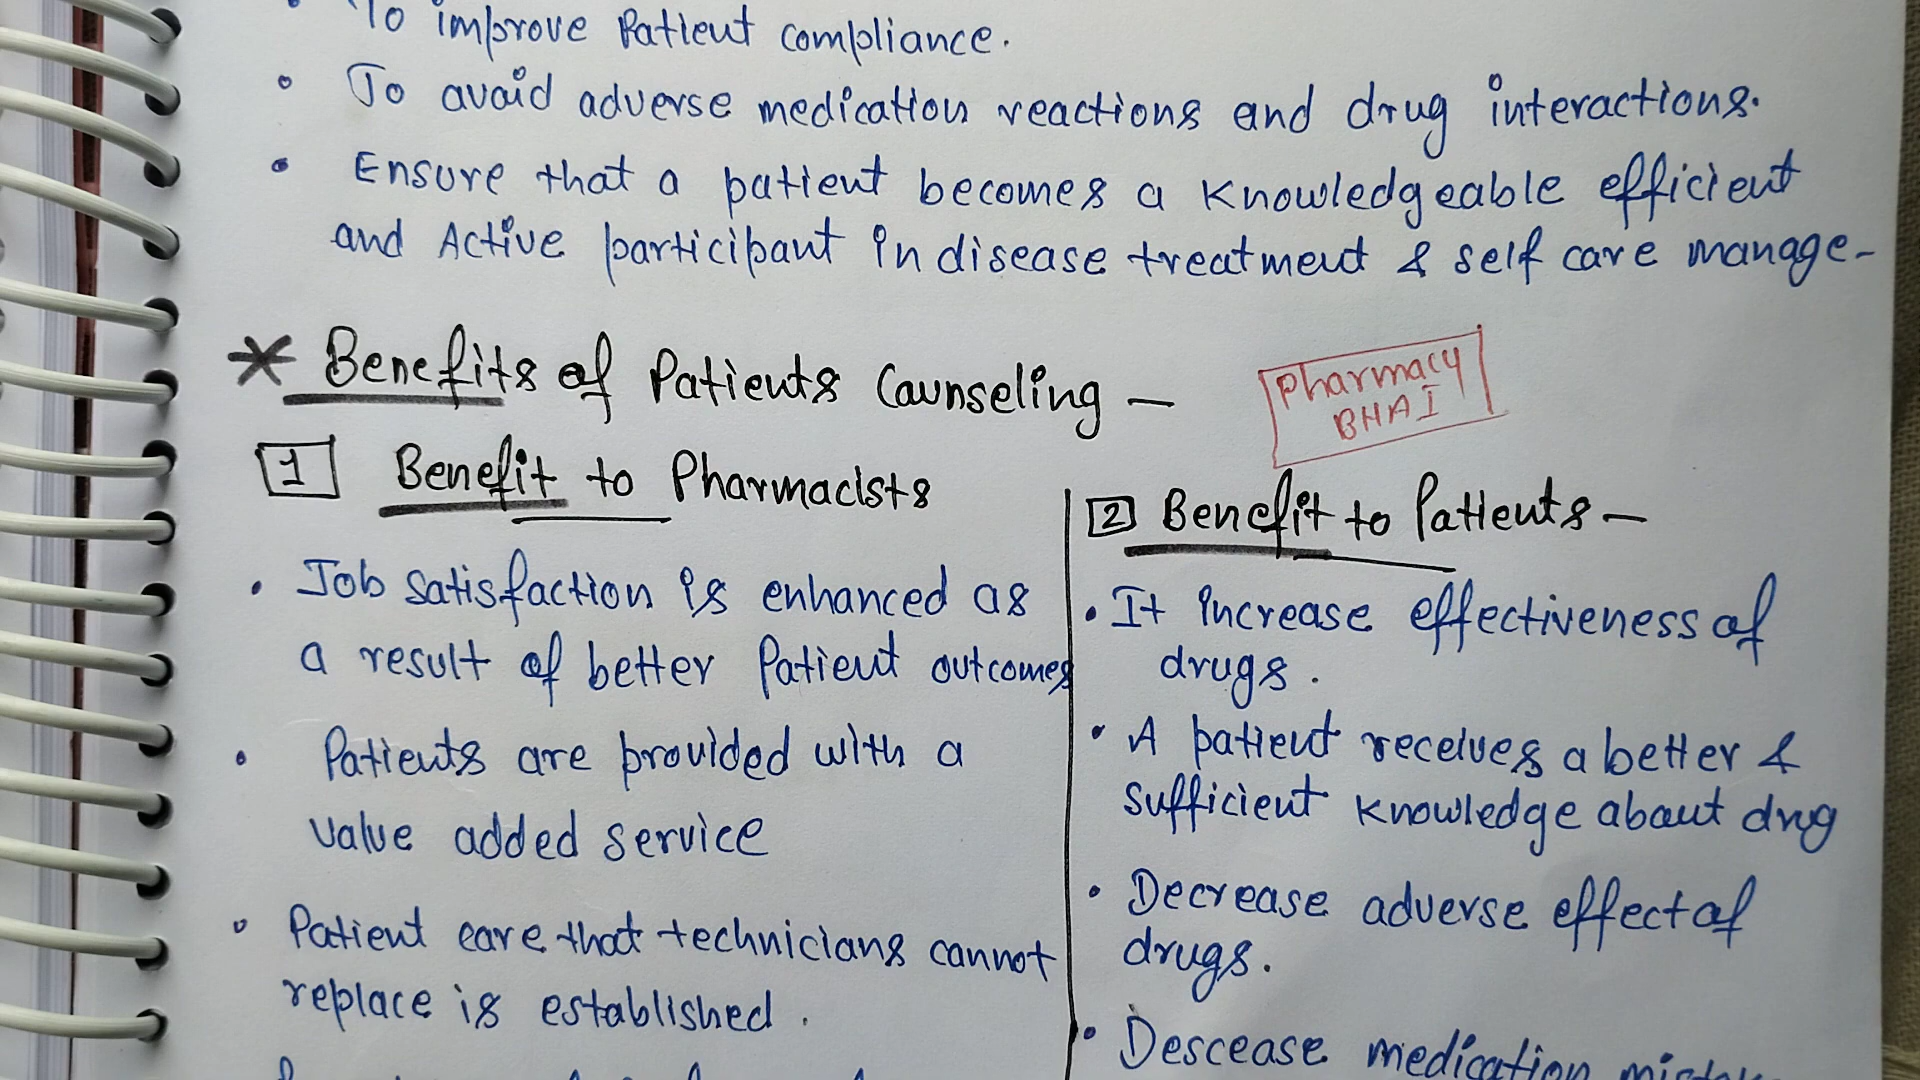 • To improve Patient compliance.
• To avoid adverse medication reactions and drug interactions.
• Ensure that a patient becomes a knowledgeable efficient
and Active participant in disease treatment & self care manage-
* Benefits of Patients Counseling —
Pharmacy
BHAI
1 Benefit to Pharmacists
• Job satisfaction is enhanced as
a result of better Patient outcomes
• Patients are provided with a
value added service
• Patient care that technicians cannot
replace is established.
2 Benefit to Patients —
• It increase effectiveness of
drugs.
• A patient receives a better &
sufficient knowledge about drug
• Decrease adverse effect of
drugs.
• Descease medication